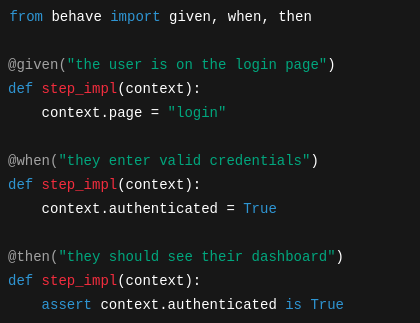 from behave import given, when, then

@given("the user is on the login page")
def step_impl(context):
    context.page = "login"

@when("they enter valid credentials")
def step_impl(context):
    context.authenticated = True

@then("they should see their dashboard")
def step_impl(context):
    assert context.authenticated is True